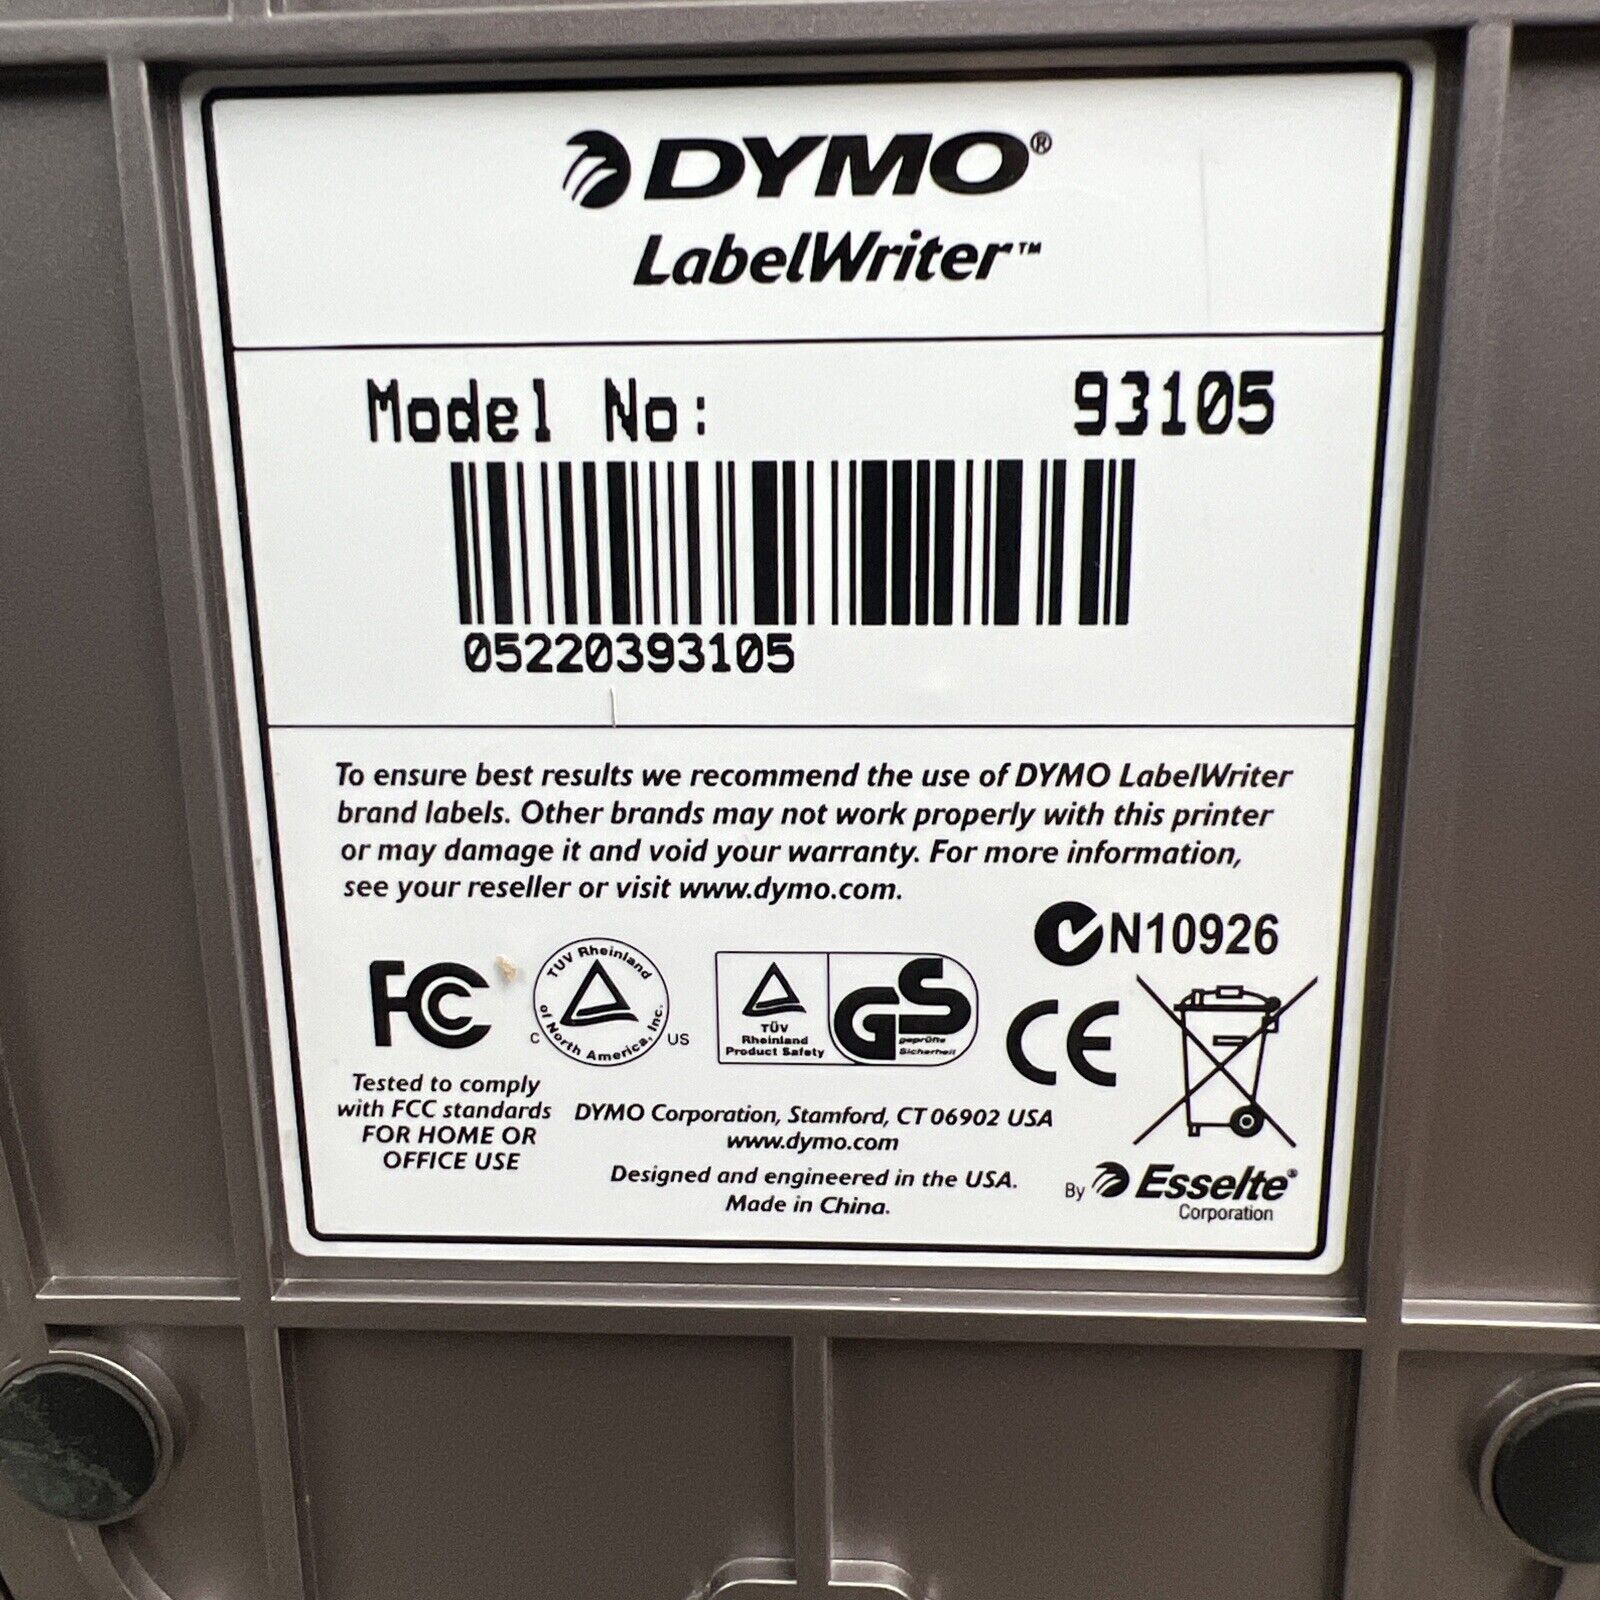 DYMO®
LabelWriter™
Model No: 93105
05220393105
To ensure best results we recommend the use of DYMO LabelWriter
brand labels. Other brands may not work properly with this printer
or may damage it and void your warranty. For more information,
see your reseller or visit www.dymo.com.
N10926
FC
TUV Rheinland
of North America, Inc.
C US
TÜV
Rheinland
Product Safety
GS
geprüfte
Sicherheit
CE
Tested to comply
with FCC standards
FOR HOME OR
OFFICE USE
DYMO Corporation, Stamford, CT 06902 USA
www.dymo.com
Designed and engineered in the USA.
Made in China.
By Esselte®
Corporation